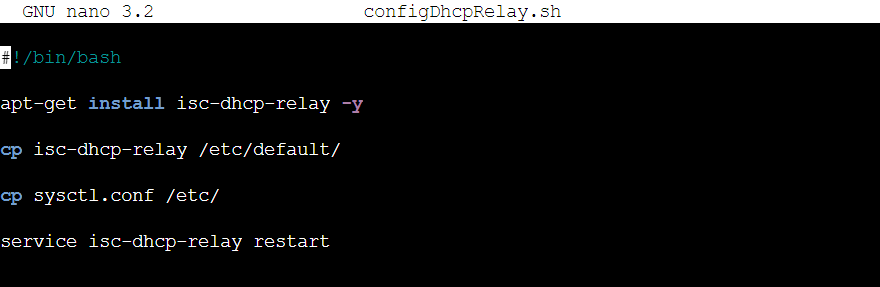 GNU nano 3.2 configDhcpRelay.sh
#!/bin/bash
apt-get install isc-dhcp-relay -y
cp isc-dhcp-relay /etc/default/
cp sysctl.conf /etc/
service isc-dhcp-relay restart